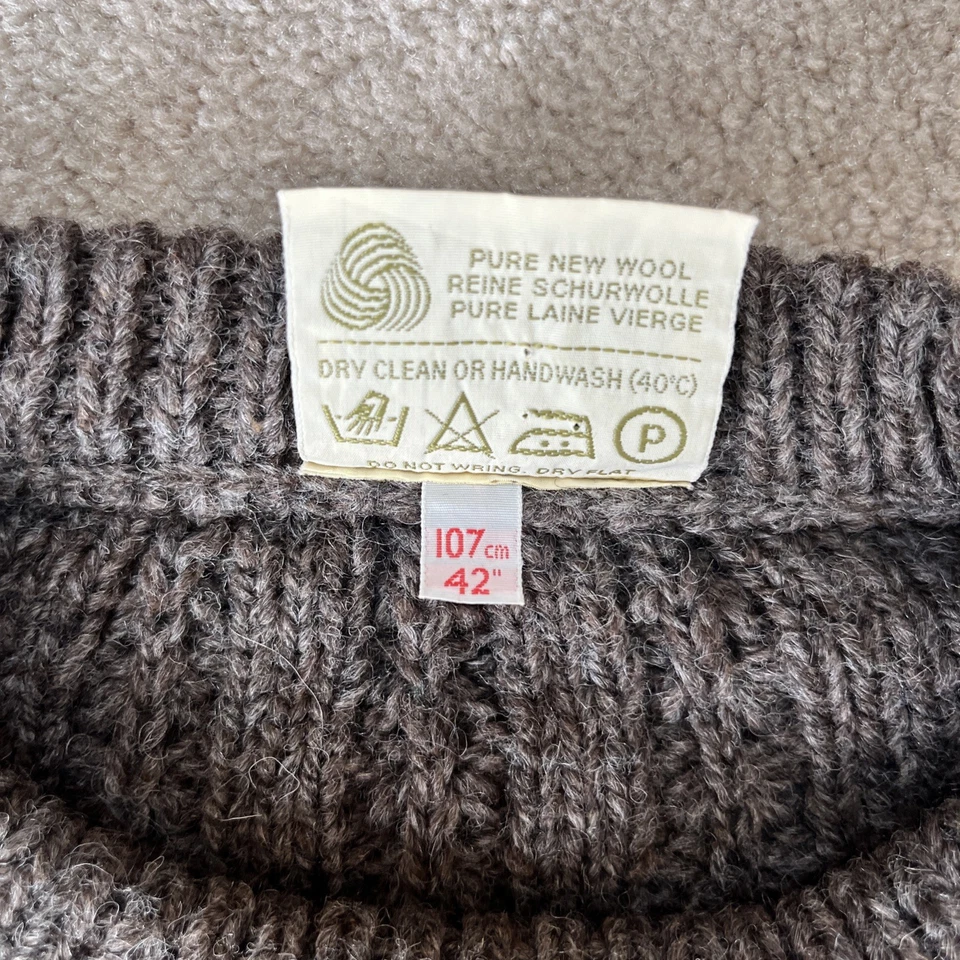 PURE NEW WOOL
REINE SCHURWOLLE
PURE LAINE VIERGE
DRY CLEAN OR HANDWASH (40°C)
P
DO NOT WRING. DRY FLAT
107cm
42"